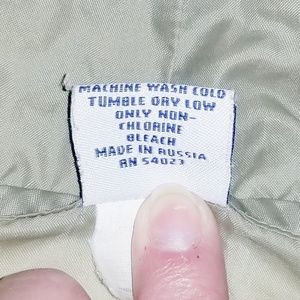 MACHINE WASH COLD
TUMBLE DRY LOW
ONLY NON-
CHLORINE
BLEACH
MADE IN RUSSIA
RN 54023